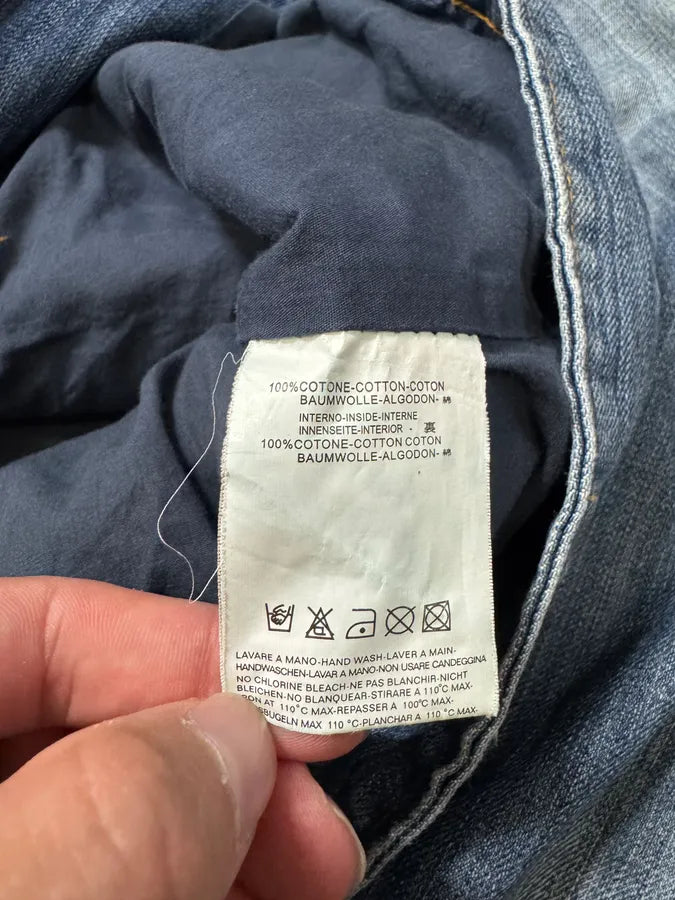 100%COTONE-COTTON-COTON
BAUMWOLLE-ALGODON-綿
INTERNO-INSIDE-INTERNE
INNENSEITE-INTERIOR - 裏
100%COTONE-COTTON COTON
BAUMWOLLE-ALGODON-綿
LAVARE A MANO-HAND WASH-LAVER A MAIN-
HANDWASCHEN-LAVAR A MANO-NON USARE CANDEGGINA
NO CHLORINE BLEACH-NE PAS BLANCHIR-NICHT
BLEICHEN-NO BLANQUEAR-STIRARE A 110°C MAX
RON AT 110°C MAX-REPASSER À 100°C MAX
SBUGELN MAX 110 °C-PLANCHAR A 110 °C MAX